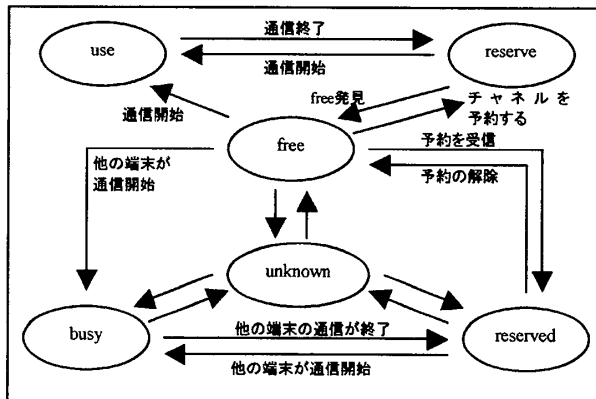 通信終了
use
reserve
通信開始
free発見
チャネルを
予約する
通信開始
free
予約を受信
他の端末が
通信開始
予約の解除
unknown
busy
他の端末の通信が終了
reserved
他の端末が通信開始